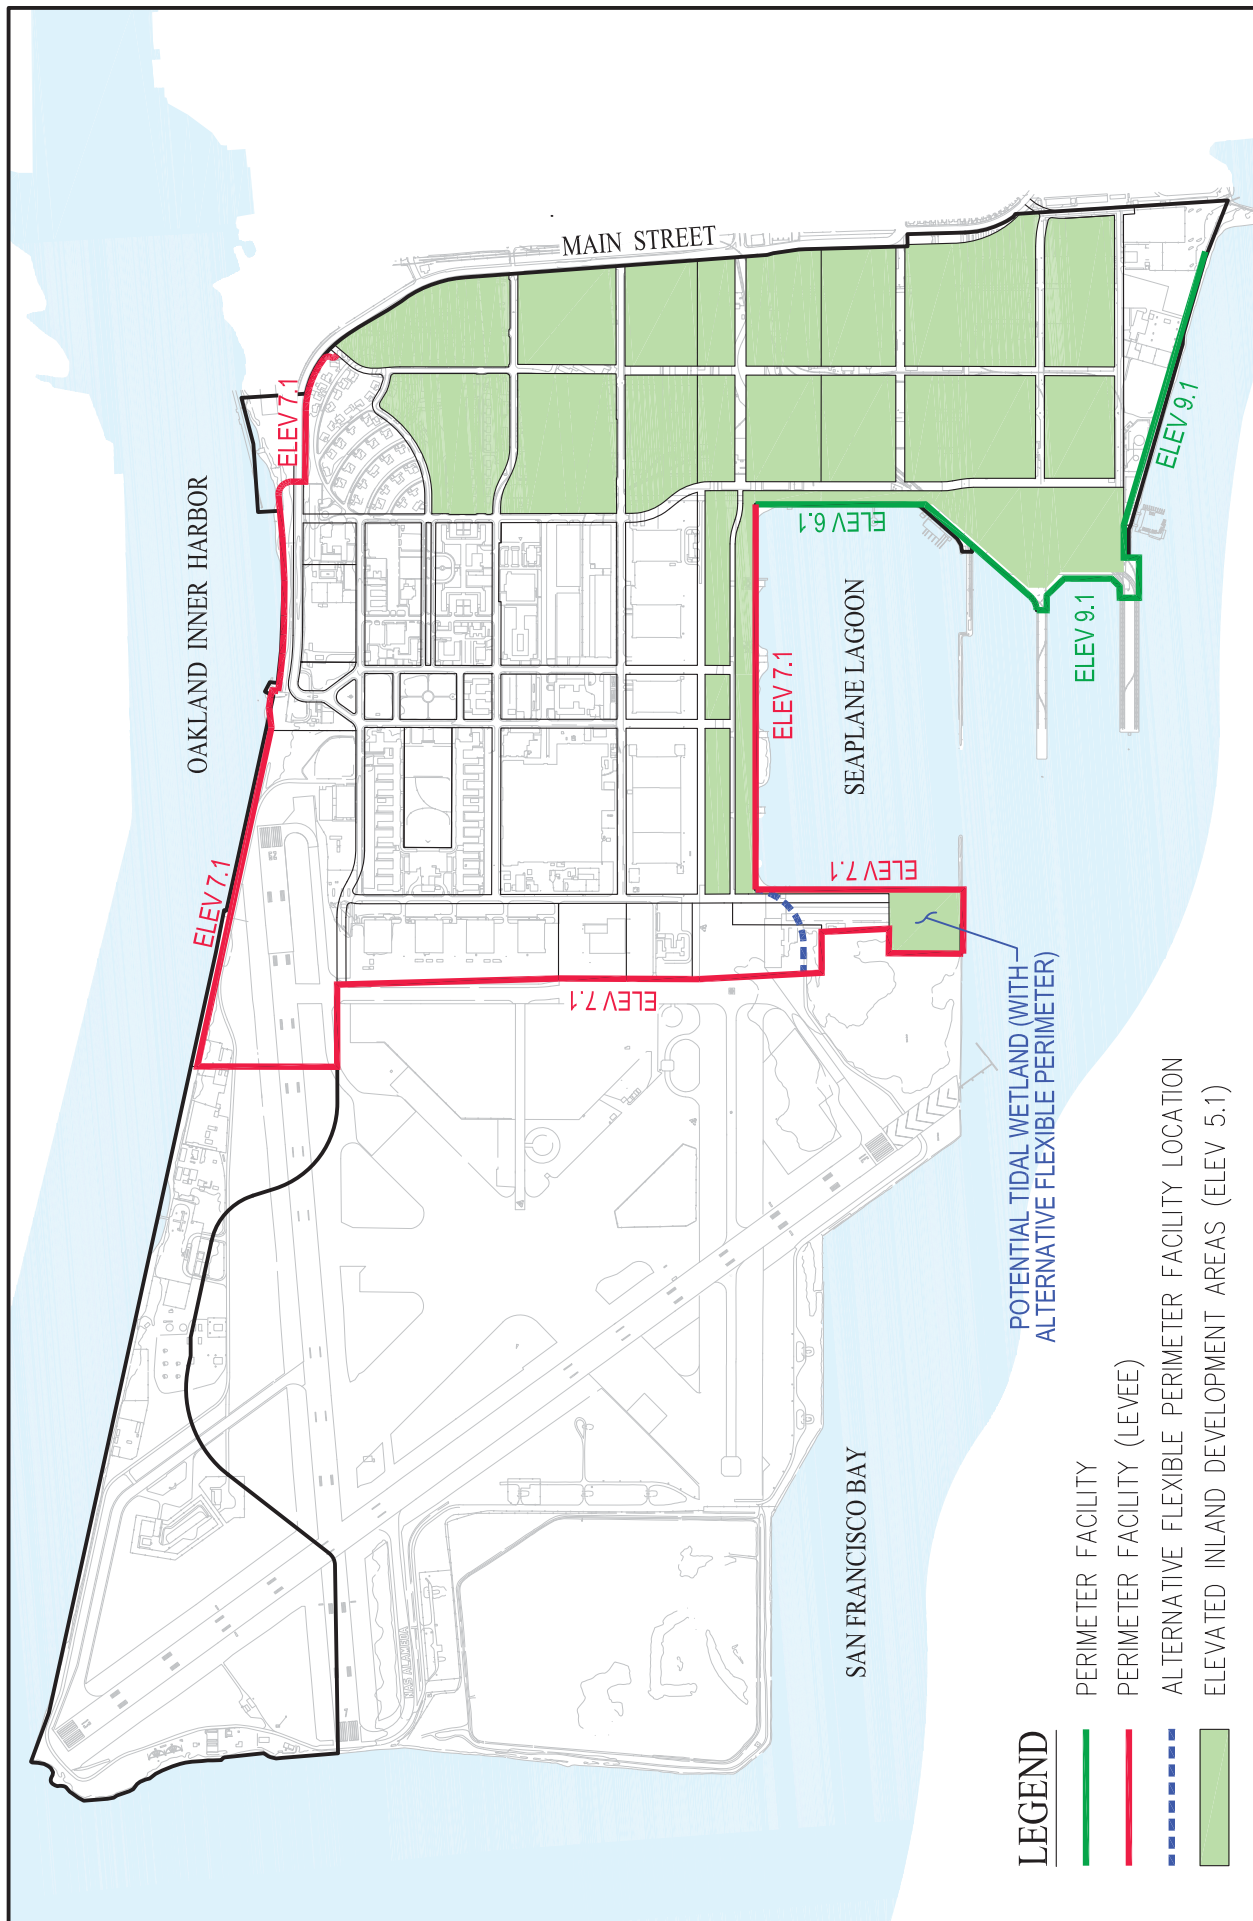 OAKLAND INNER HARBOR
MAIN STREET
ELEV 7.1
ELEV 7.1
ELEV 7.1
ELEV 7.1
ELEV 7.1
ELEV 6.1
ELEV 9.1
ELEV 9.1
SEAPLANE LAGOON
SAN FRANCISCO BAY
NAS ALAMEDA
POTENTIAL TIDAL WETLAND (WITH
ALTERNATIVE FLEXIBLE PERIMETER)
LEGEND
PERIMETER FACILITY
PERIMETER FACILITY (LEVEE)
ALTERNATIVE FLEXIBLE PERIMETER FACILITY LOCATION
ELEVATED INLAND DEVELOPMENT AREAS (ELEV 5.1)